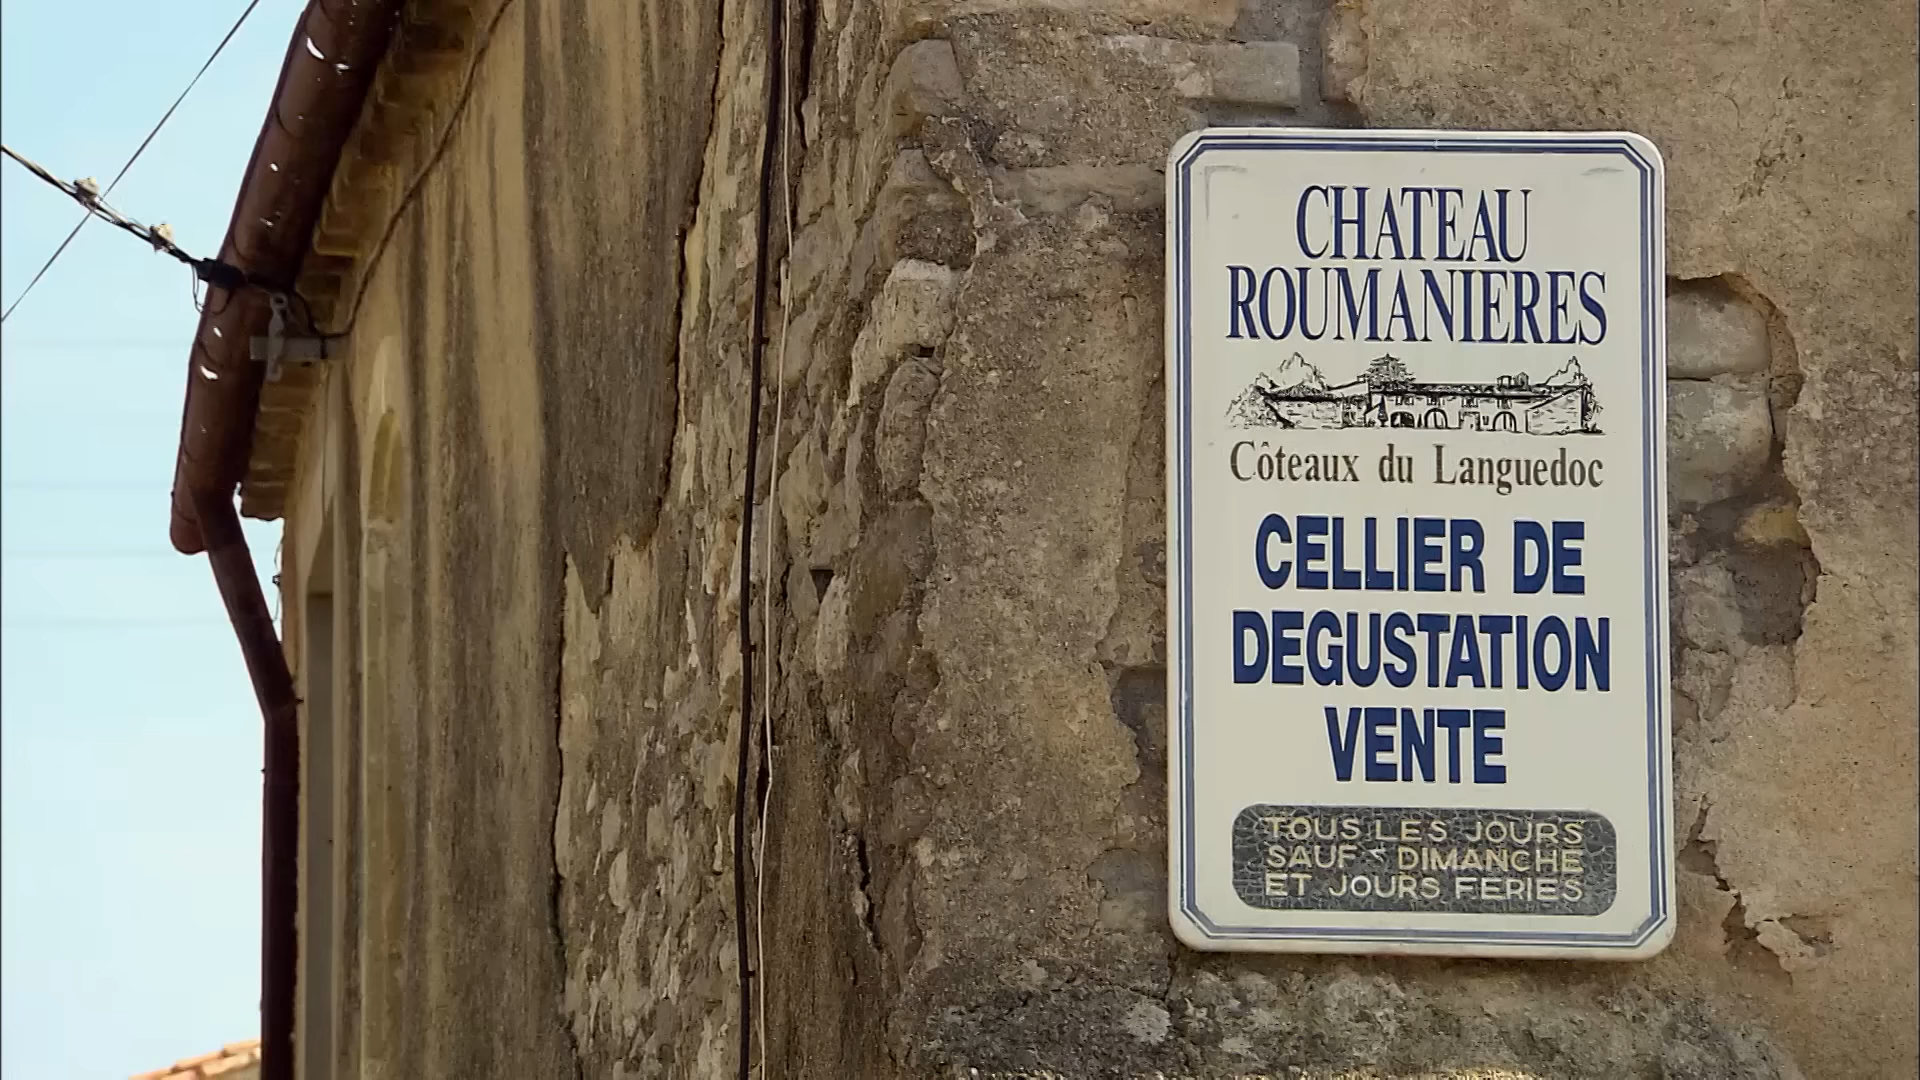 CHATEAU
ROUMANIERES
Côteaux du Languedoc
CELLIER DE
DEGUSTATION
VENTE
TOUS LES JOURS
SAUF DIMANCHE
ET JOURS FERIES